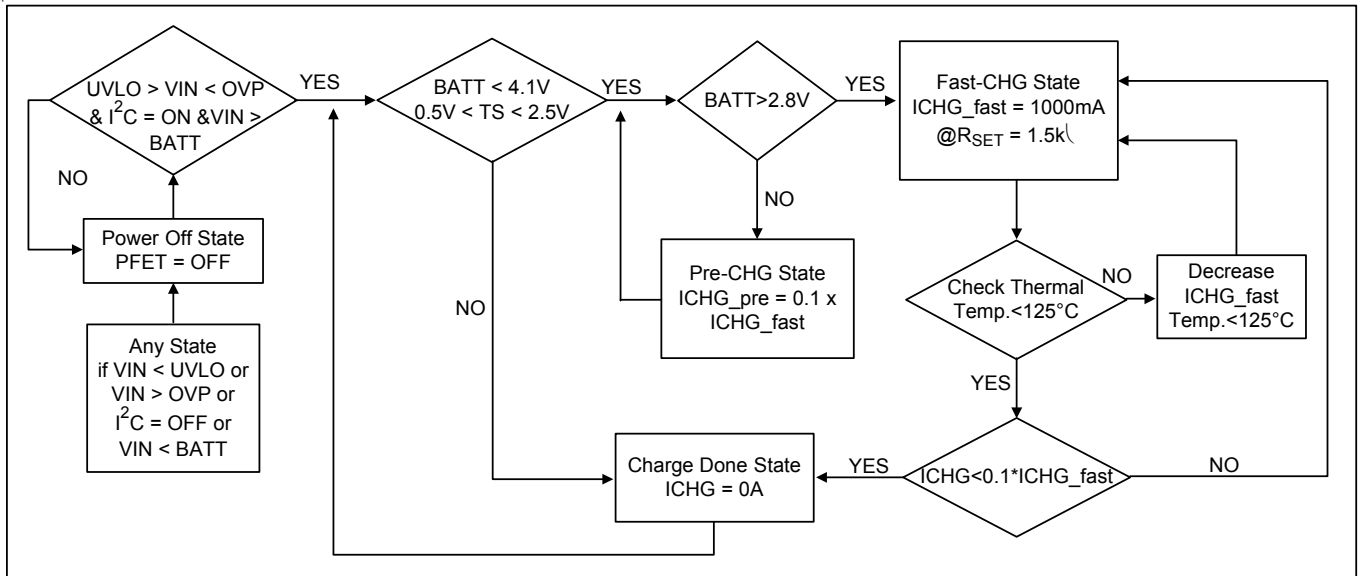 UVLO > VIN < OVP
& I²C = ON &VIN >
BATT
YES
NO
Power Off State
PFET = OFF
Any State
if VIN < UVLO or
VIN > OVP or
I²C = OFF or
VIN < BATT
BATT < 4.1V
0.5V < TS < 2.5V
YES
NO
BATT>2.8V
YES
NO
Pre-CHG State
ICHG_pre = 0.1 x
ICHG_fast
Fast-CHG State
ICHG_fast = 1000mA
@RSET = 1.5k
Check Thermal
Temp.<125°C
NO
Decrease
ICHG_fast
Temp.<125°C
YES
ICHG<0.1*ICHG_fast
NO
YES
Charge Done State
ICHG = 0A